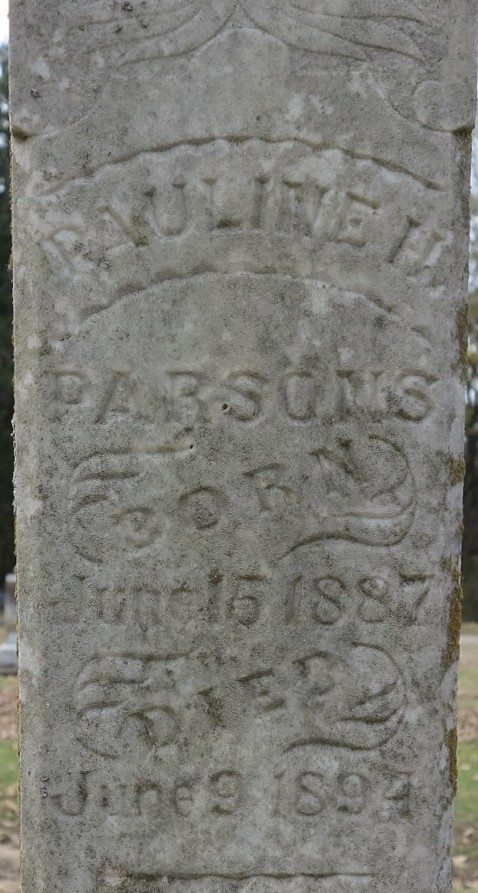 PAULINE H.
PARSONS
BORN
June 15 1887
DIED
June 9 1894